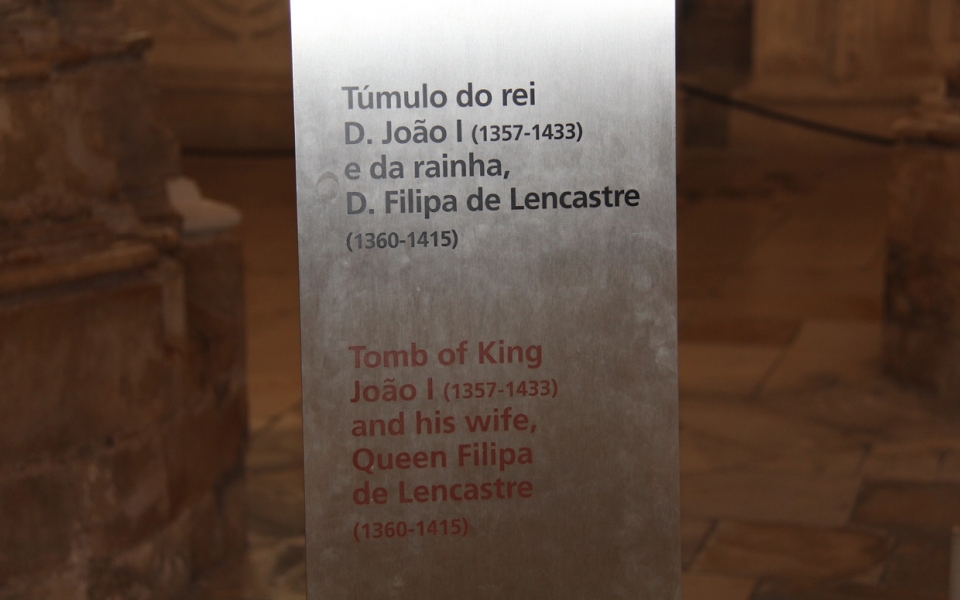 Túmulo do rei
D. João I (1357-1433)
e da rainha,
D. Filipa de Lencastre
(1360-1415)
Tomb of King
João I (1357-1433)
and his wife,
Queen Filipa
de Lencastre
(1360-1415)